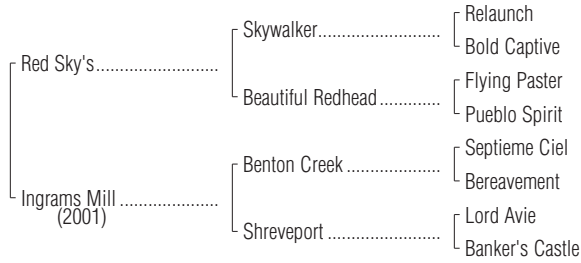 Relaunch
Skywalker
Bold Captive
Red Sky's
Flying Paster
Beautiful Redhead
Pueblo Spirit
Septieme Ciel
Benton Creek
Bereavement
Ingrams Mill
(2001)
Lord Avie
Shreveport
Banker's Castle